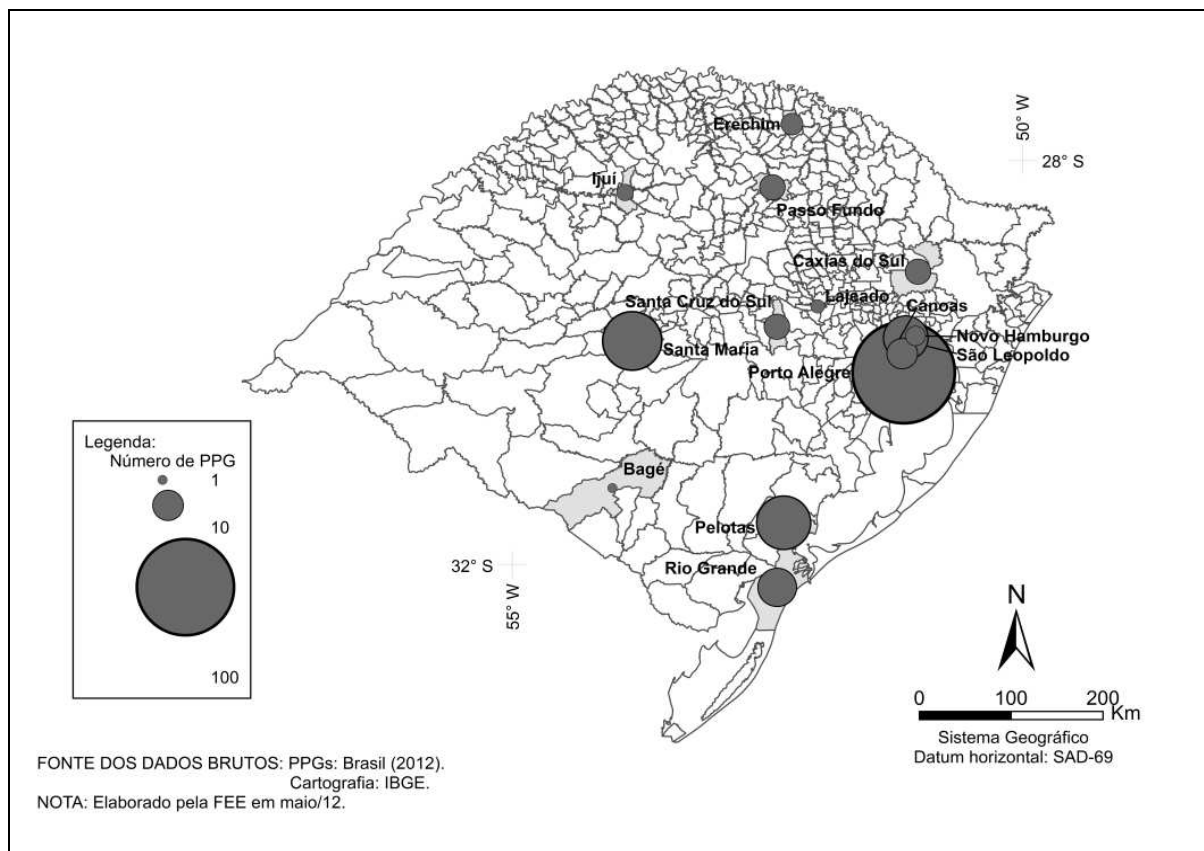 50° W
28° S
Erechim
Ijuí
Passo Fundo
Caxias do Sul
Lajeado
Canoas
Santa Cruz do Sul
Novo Hamburgo
Santa Maria
São Leopoldo
Porto Alegre
Bagé
Pelotas
Rio Grande
32° S
55° W
Legenda:
Número de PPG
1
10
100
N
0 100 200
Km
Sistema Geográfico
Datum horizontal: SAD-69
FONTE DOS DADOS BRUTOS: PPGs: Brasil (2012).
Cartografia: IBGE.
NOTA: Elaborado pela FEE em maio/12.